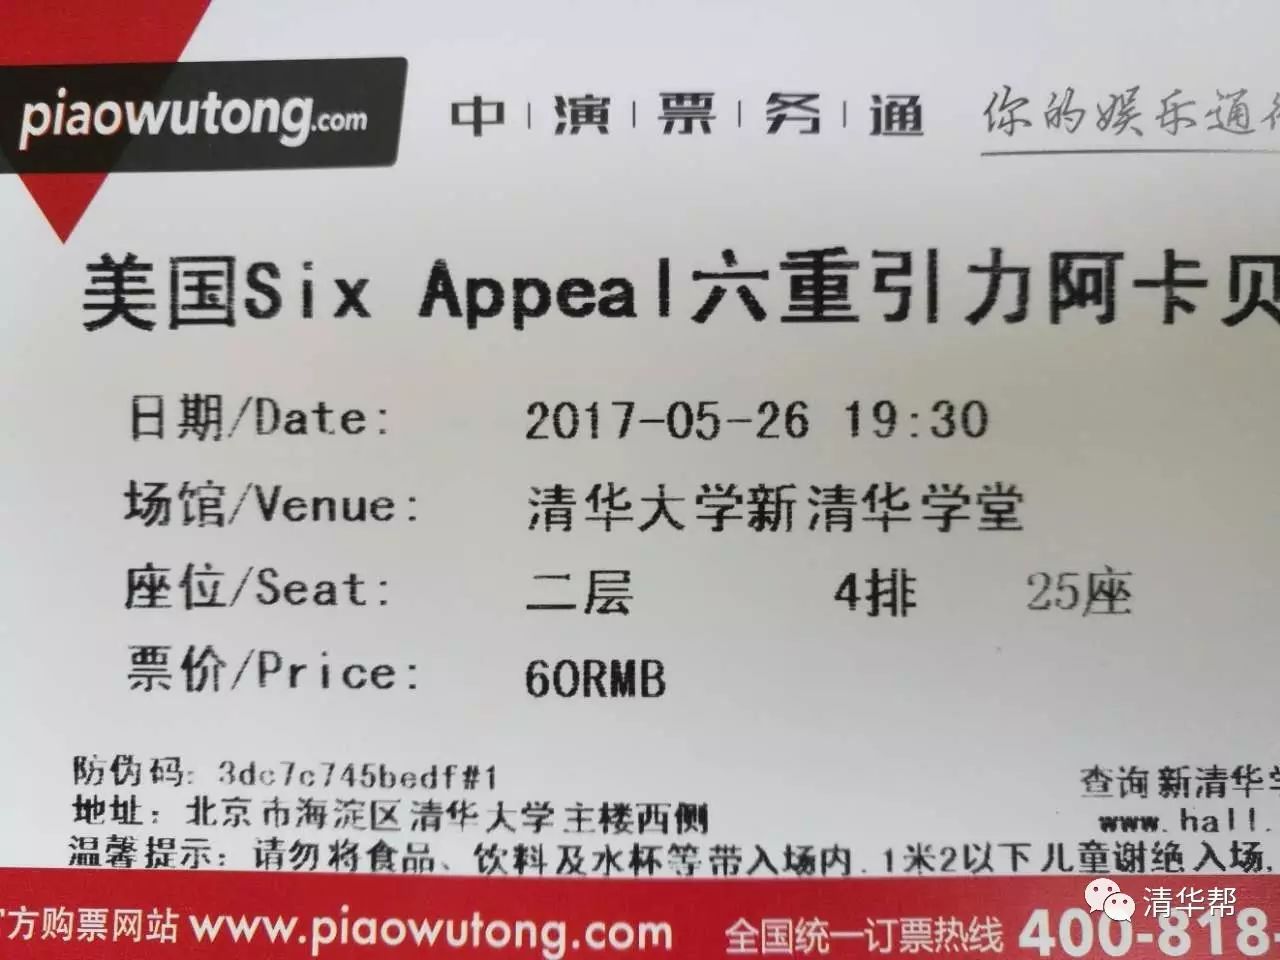 piaowutong.com 中 演 票 务 通 你的娱乐通
美国Six Appeal六重引力阿卡贝
日期/Date: 2017-05-26 19:30
场馆/Venue: 清华大学新清华学堂
座位/Seat: 二层 4排 25座
票价/Price: 60RMB
防伪码: 3dc7c745bedf#1
查询新清华学
地址: 北京市海淀区清华大学主楼西侧
www.hall.
温馨提示: 请勿将食品、饮料及水杯等带入场内.1米2以下儿童谢绝入场,
方购票网站 www.piaowutong.com 全国统一订票热线 400-818-
清华帮